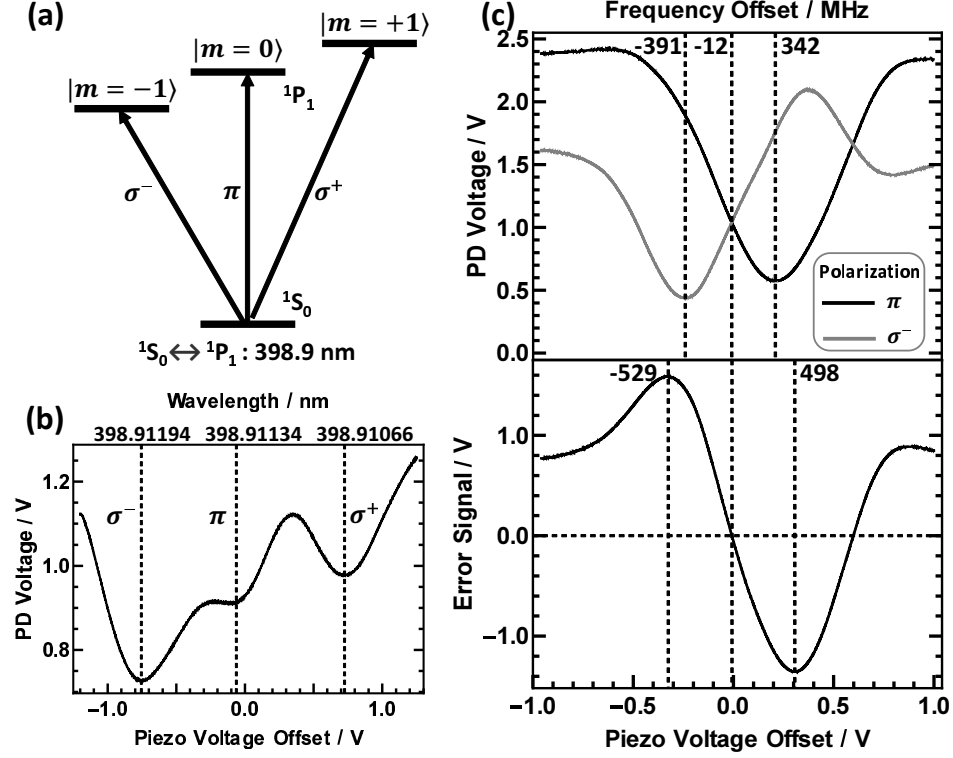 (a)
|m = −1⟩
|m = 0⟩
|m = +1⟩
¹P₁
σ⁻
π
σ⁺
¹S₀
¹S₀ ↔ ¹P₁ : 398.9 nm
(b)
Wavelength / nm
398.91194 398.91134 398.91066
σ⁻ π σ⁺
PD Voltage / V
1.2
1.0
0.8
−1.0 0.0 1.0
Piezo Voltage Offset / V
(c)
Frequency Offset / MHz
-391 -12 342
PD Voltage / V
2.5
2.0
1.5
1.0
0.5
0.0
Polarization
π
σ⁻
-529 498
Error Signal / V
1.0
0.0
−1.0
−1.0 −0.5 0.0 0.5 1.0
Piezo Voltage Offset / V